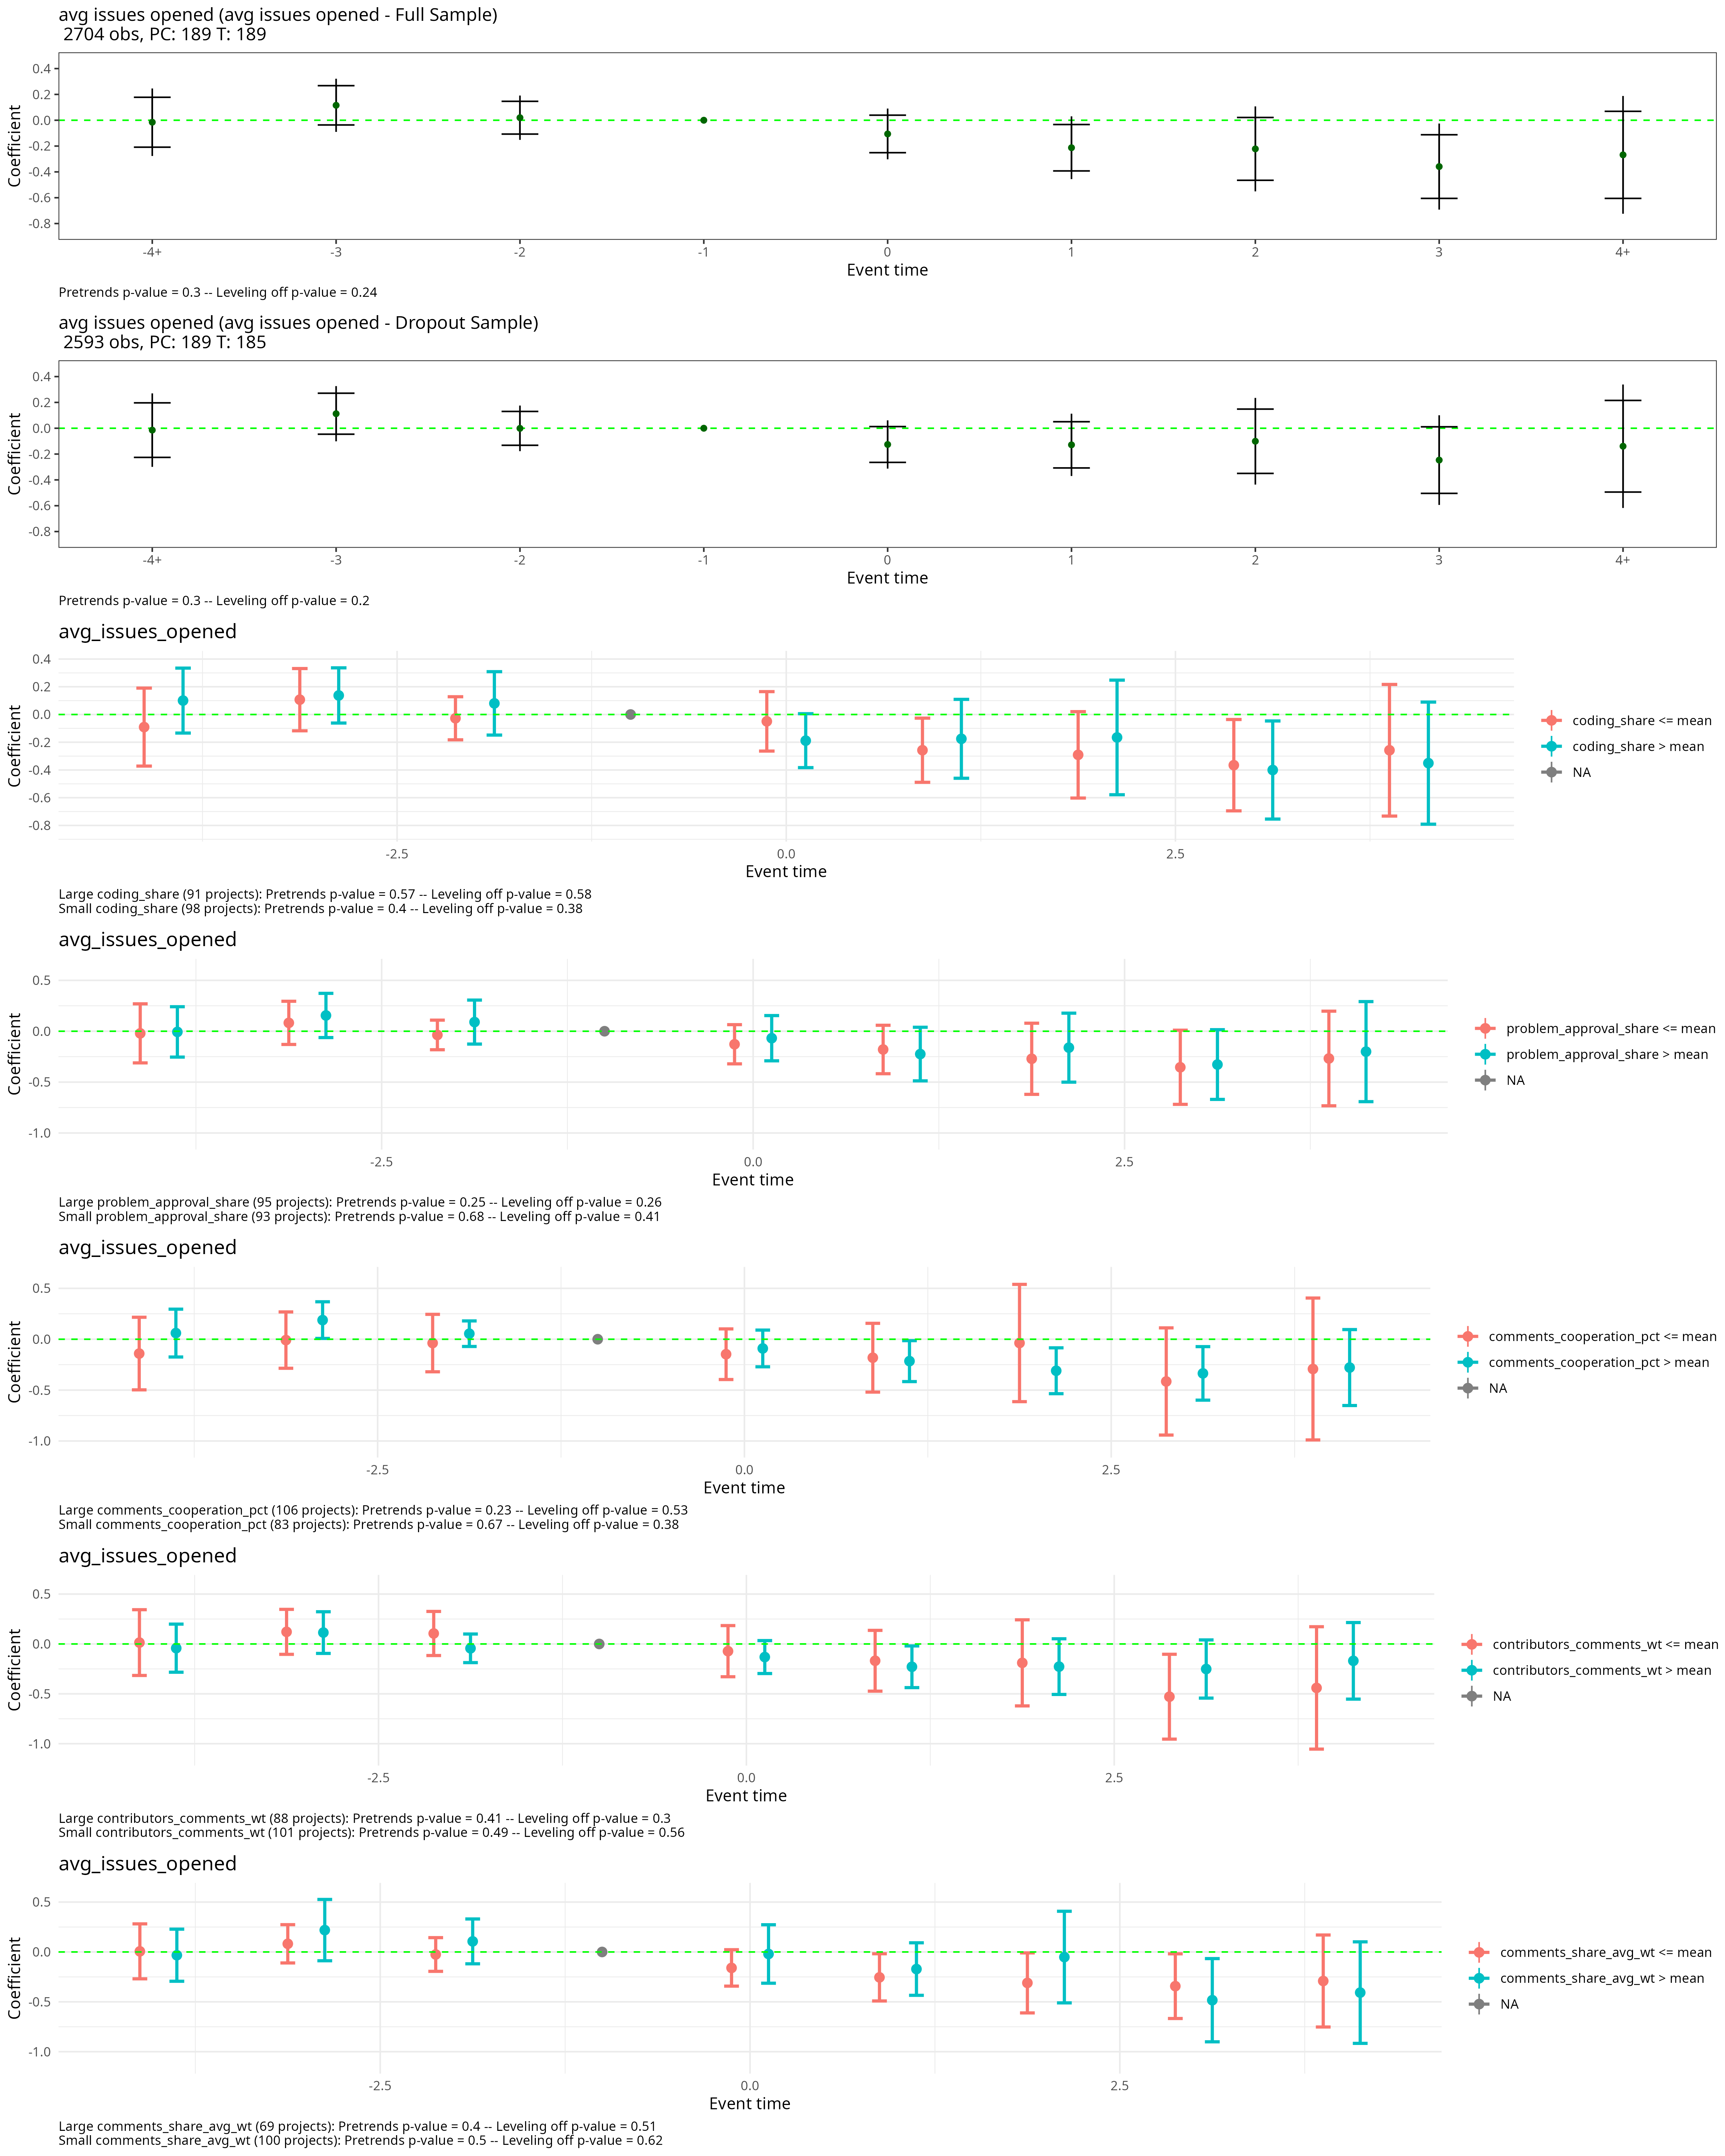 avg issues opened (avg issues opened - Full Sample)
2704 obs, PC: 189 T: 189
0.4
0.2
0.0
-0.2
-0.4
-0.6
-0.8
Coefficient
-4+ -3 -2 -1 0 1 2 3 4+
Event time
Pretrends p-value = 0.3 -- Leveling off p-value = 0.24
avg issues opened (avg issues opened - Dropout Sample)
2593 obs, PC: 189 T: 185
0.4
0.2
0.0
-0.2
-0.4
-0.6
-0.8
Coefficient
-4+ -3 -2 -1 0 1 2 3 4+
Event time
Pretrends p-value = 0.3 -- Leveling off p-value = 0.2
avg_issues_opened
0.4
0.2
0.0
-0.2
-0.4
-0.6
-0.8
Coefficient
-2.5 0.0 2.5
Event time
coding_share <= mean
coding_share > mean
NA
Large coding_share (91 projects): Pretrends p-value = 0.57 -- Leveling off p-value = 0.58
Small coding_share (98 projects): Pretrends p-value = 0.4 -- Leveling off p-value = 0.38
avg_issues_opened
0.5
0.0
-0.5
-1.0
Coefficient
-2.5 0.0 2.5
Event time
problem_approval_share <= mean
problem_approval_share > mean
NA
Large problem_approval_share (95 projects): Pretrends p-value = 0.25 -- Leveling off p-value = 0.26
Small problem_approval_share (93 projects): Pretrends p-value = 0.68 -- Leveling off p-value = 0.41
avg_issues_opened
0.5
0.0
-0.5
-1.0
Coefficient
-2.5 0.0 2.5
Event time
comments_cooperation_pct <= mean
comments_cooperation_pct > mean
NA
Large comments_cooperation_pct (106 projects): Pretrends p-value = 0.23 -- Leveling off p-value = 0.53
Small comments_cooperation_pct (83 projects): Pretrends p-value = 0.67 -- Leveling off p-value = 0.38
avg_issues_opened
0.5
0.0
-0.5
-1.0
Coefficient
-2.5 0.0 2.5
Event time
contributors_comments_wt <= mean
contributors_comments_wt > mean
NA
Large contributors_comments_wt (88 projects): Pretrends p-value = 0.41 -- Leveling off p-value = 0.3
Small contributors_comments_wt (101 projects): Pretrends p-value = 0.49 -- Leveling off p-value = 0.56
avg_issues_opened
0.5
0.0
-0.5
-1.0
Coefficient
-2.5 0.0 2.5
Event time
comments_share_avg_wt <= mean
comments_share_avg_wt > mean
NA
Large comments_share_avg_wt (69 projects): Pretrends p-value = 0.4 -- Leveling off p-value = 0.51
Small comments_share_avg_wt (100 projects): Pretrends p-value = 0.5 -- Leveling off p-value = 0.62